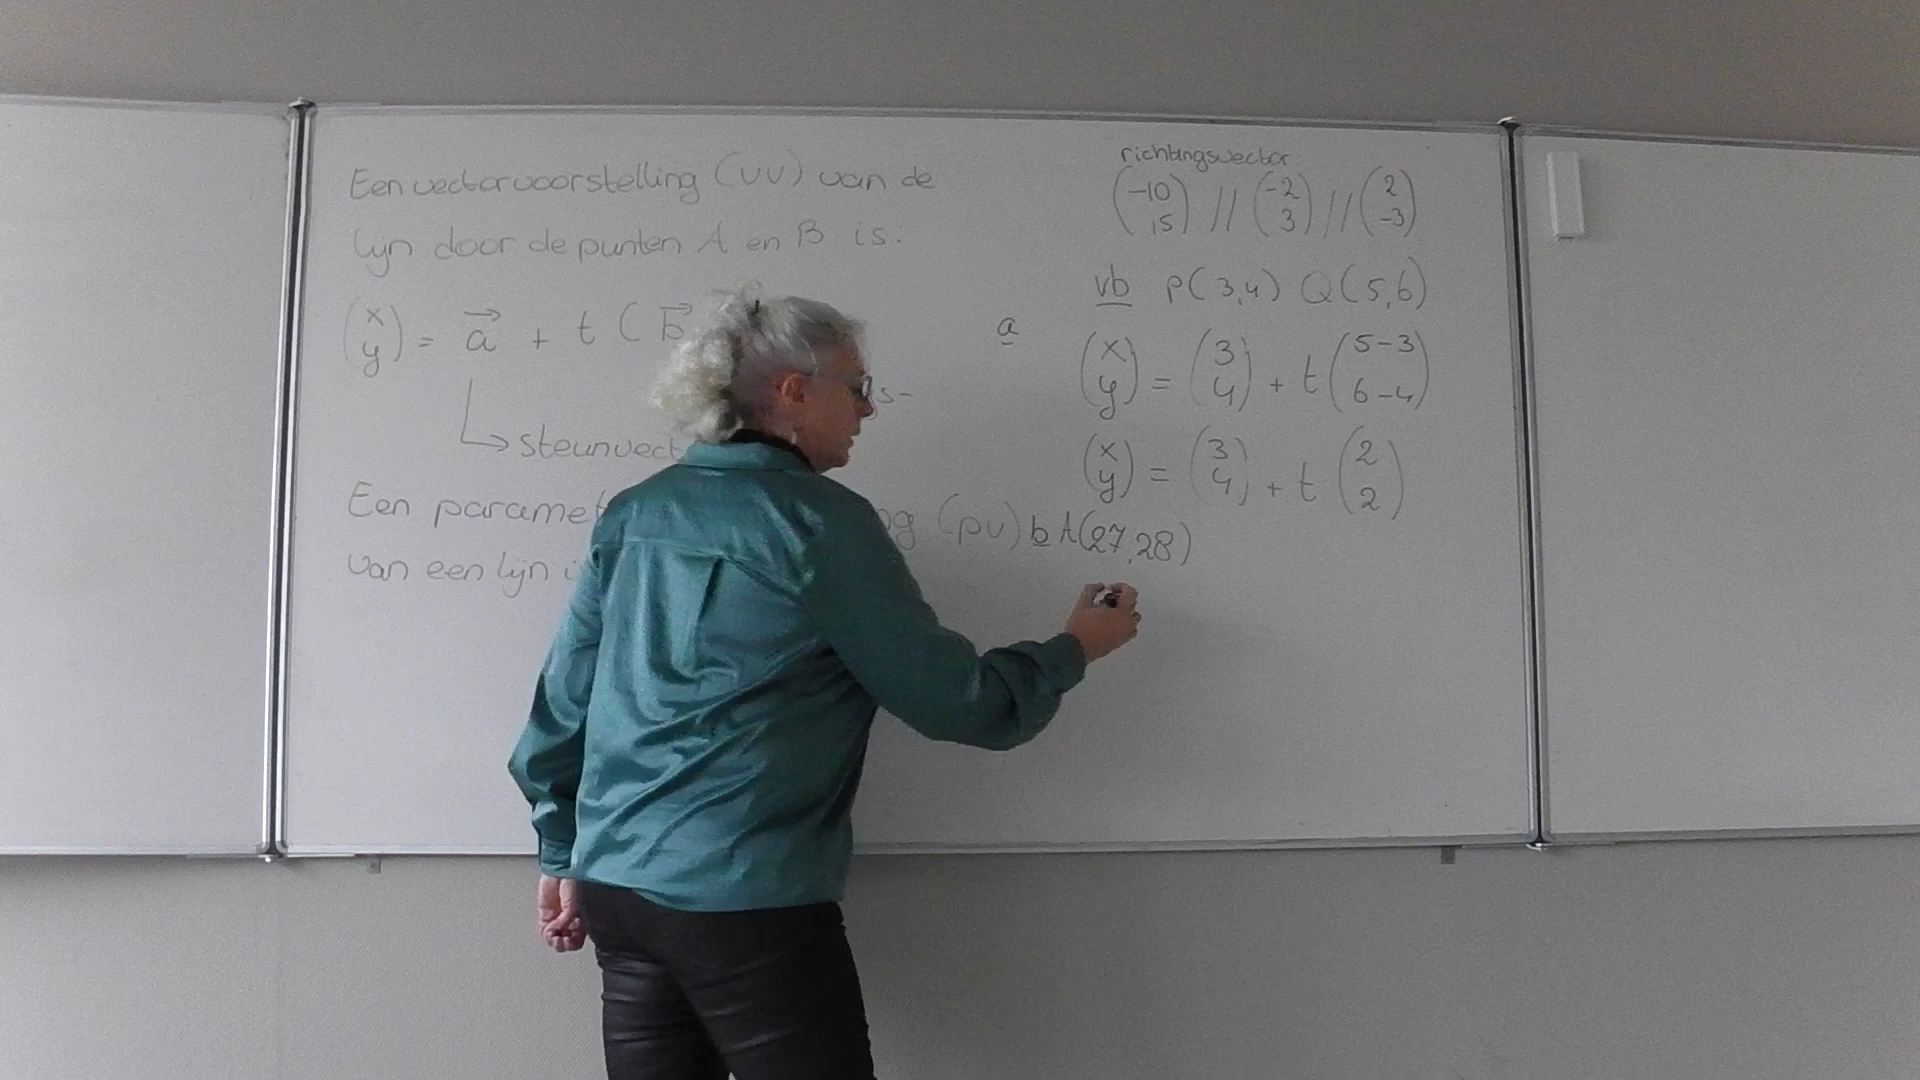 Een vectorvoorstelling (vv) van de
lijn door de punten A en B is:
(x y) = a→ + t ( b→
s-
↳ steunvect
Een paramet g (pv)
van een lijn i
richtingsvector
(-10 15) // (-2 3) // (2 -3)
vb P(3,4) Q(5,6)
a
(x y) = (3 4) + t (5-3 6-4)
(x y) = (3 4) + t (2 2)
b A(27,28)